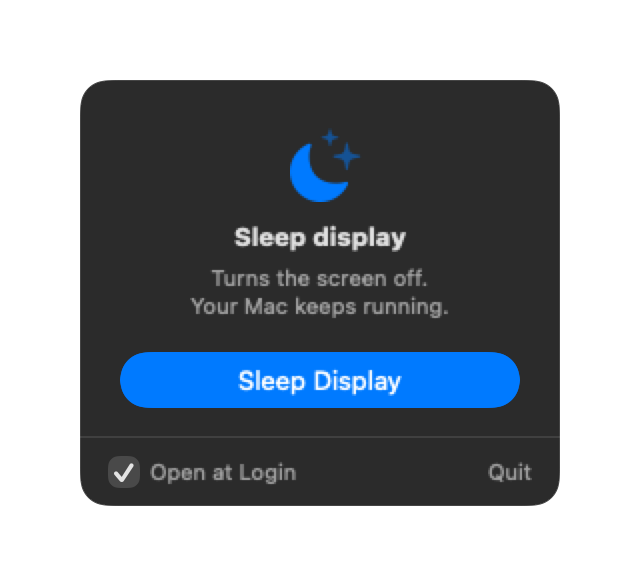 Sleep display
Turns the screen off.
Your Mac keeps running.
Sleep Display
Open at Login
Quit